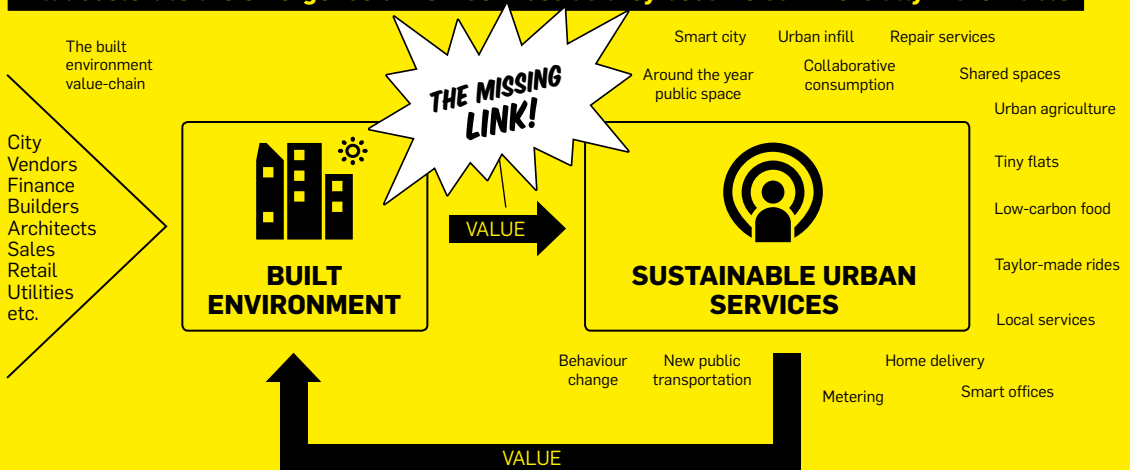 The built
environment
value-chain
City
Vendors
Finance
Builders
Architects
Sales
Retail
Utilities
etc.
BUILT
ENVIRONMENT
THE MISSING
LINK!
VALUE
SUSTAINABLE URBAN
SERVICES
Smart city
Urban infill
Repair services
Around the year
public space
Collaborative
consumption
Shared spaces
Urban agriculture
Tiny flats
Low-carbon food
Taylor-made rides
Local services
Behaviour
change
New public
transportation
Home delivery
Metering
Smart offices
VALUE